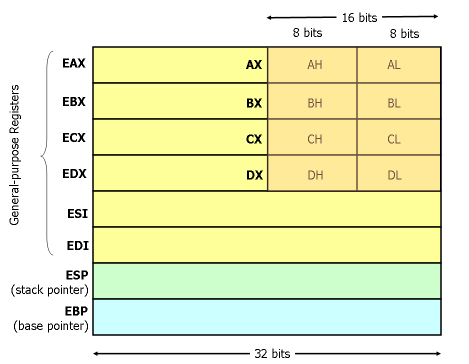 16 bits
8 bits 8 bits
EAX AX AH AL
EBX BX BH BL
ECX CX CH CL
EDX DX DH DL
ESI
EDI
ESP
(stack pointer)
EBP
(base pointer)
32 bits
General-purpose Registers